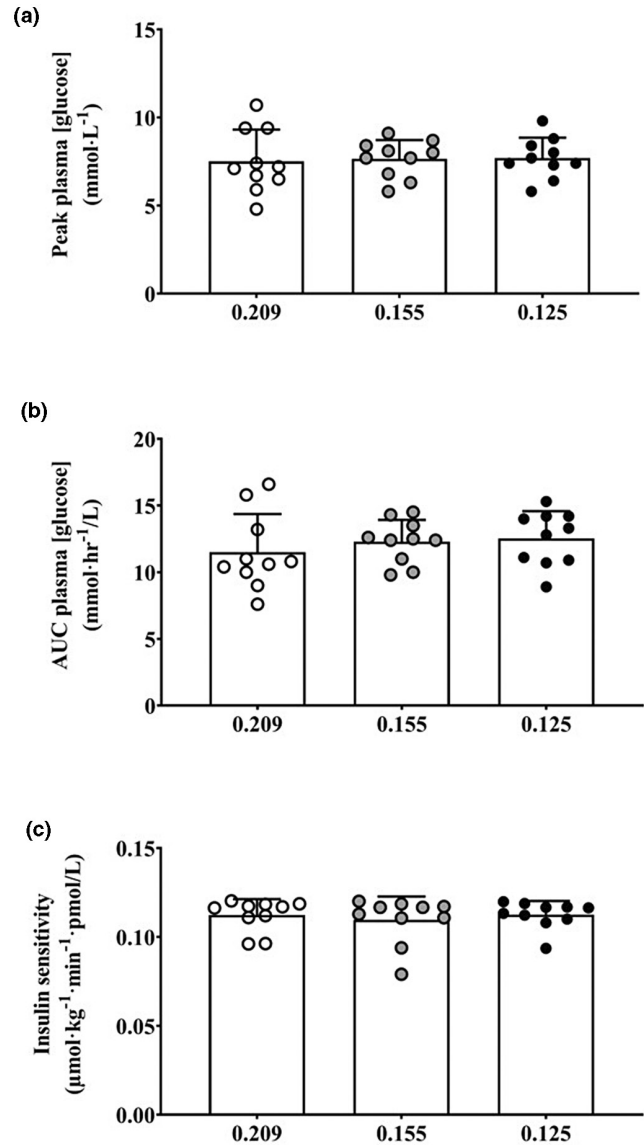 (a)
Peak plasma [glucose]
(mmol·L⁻¹)
15
10
5
0
0.209 0.155 0.125
(b)
AUC plasma [glucose]
(mmol·hr⁻¹/L)
20
15
10
5
0
0.209 0.155 0.125
(c)
Insulin sensitivity
(μmol·kg⁻¹·min⁻¹·pmol/L)
0.15
0.10
0.05
0.00
0.209 0.155 0.125